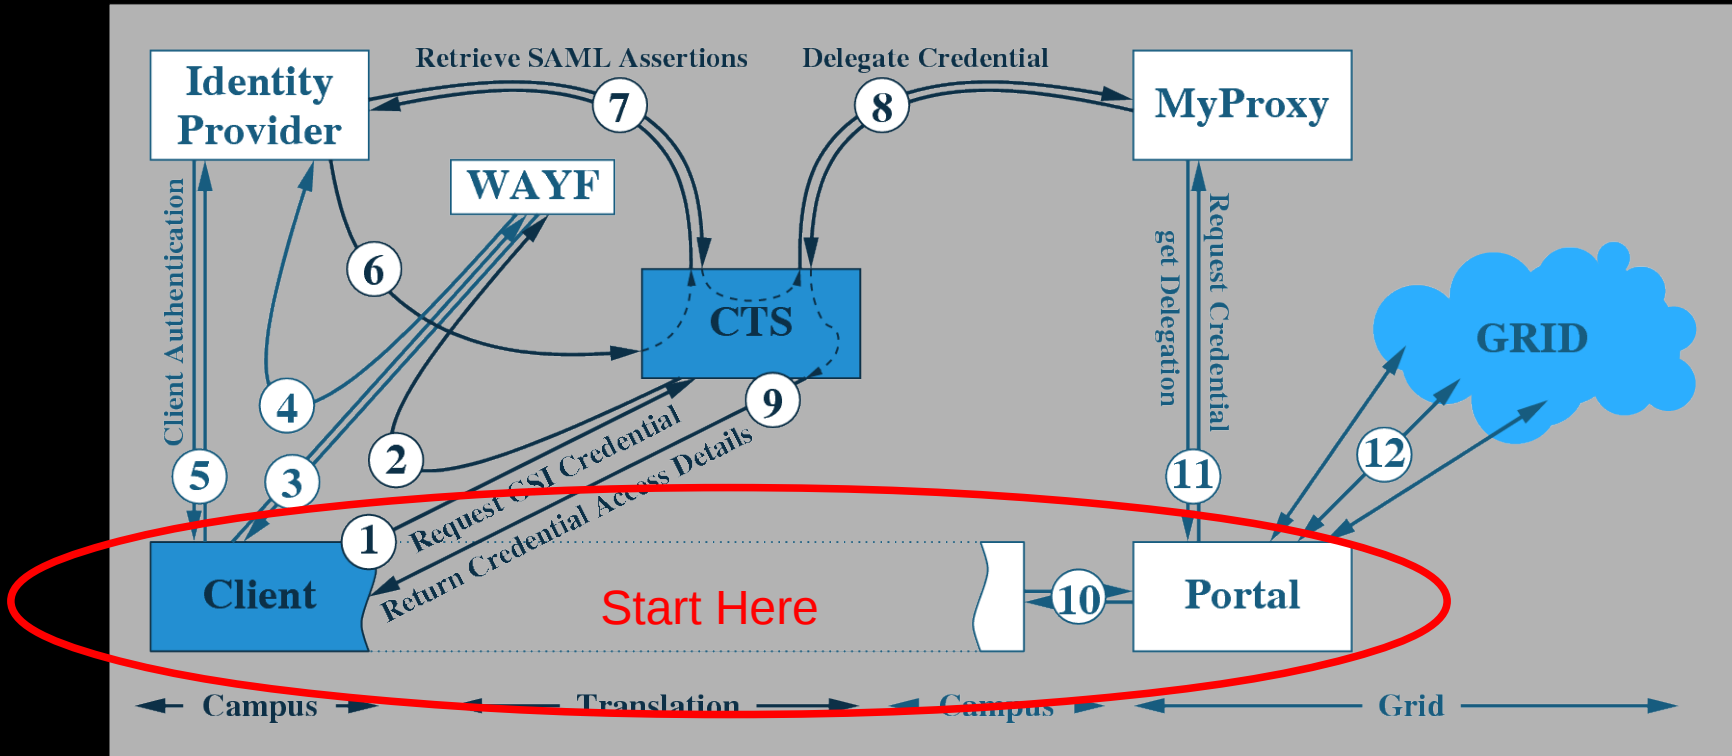 Retrieve SAML Assertions
Delegate Credential
Identity
Provider
7
8
MyProxy
WAYF
Client Authentication
6
CTS
Request Credential
get Delegation
GRID
4
9
2
12
5
3
11
1
Request GSI Credential
Return Credential Access Details
Client
Start Here
10
Portal
Campus
Translation
Campus
Grid